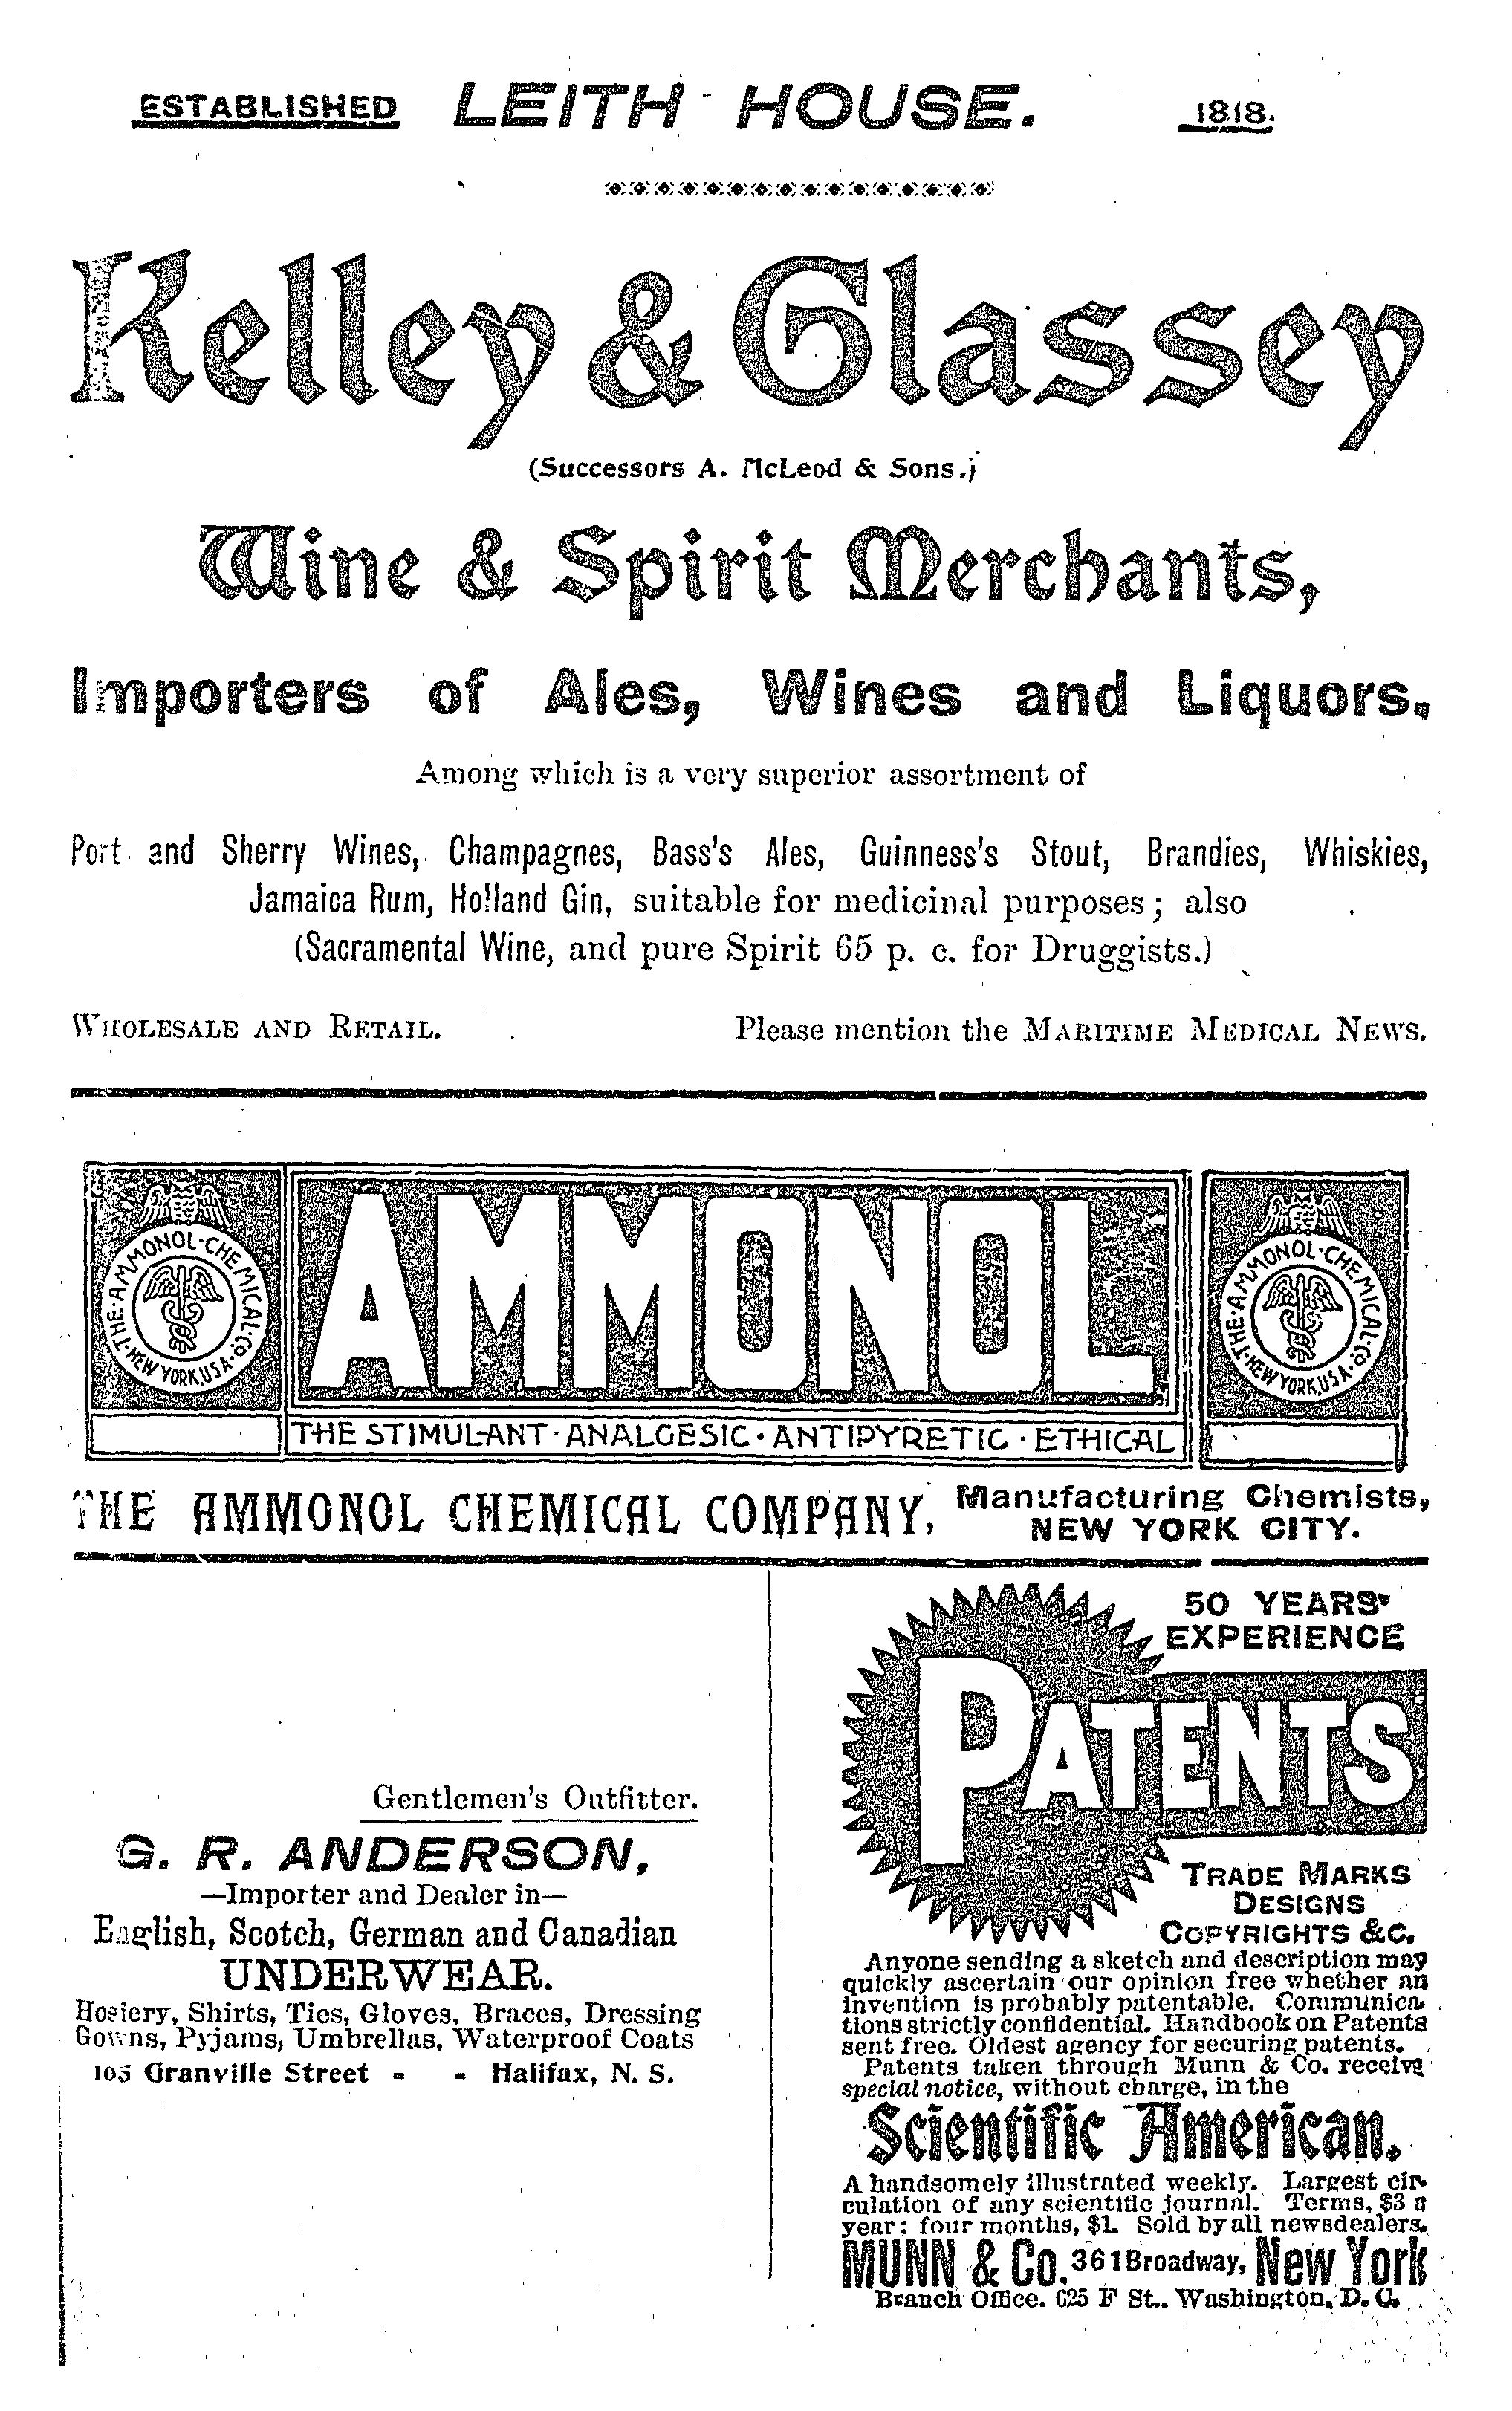 ESTABLISHED LEITH HOUSE. 1818.
Kelley & Glassey
(Successors A. McLeod & Sons.)
Wine & Spirit Merchants,
Importers of Ales, Wines and Liquors.
Among which is a very superior assortment of
Port and Sherry Wines, Champagnes, Bass's Ales, Guinness's Stout, Brandies, Whiskies,
Jamaica Rum, Holland Gin, suitable for medicinal purposes; also
(Sacramental Wine, and pure Spirit 65 p. c. for Druggists.)
WHOLESALE AND RETAIL. Please mention the MARITIME MEDICAL NEWS.
THE·AMMONOL·CHEMICAL·CO·NEW YORK,USA·
AMMONOL
THE·AMMONOL·CHEMICAL·CO·NEW YORK,USA·
THE STIMULANT·ANALGESIC·ANTIPYRETIC·ETHICAL
THE AMMONOL CHEMICAL COMPANY, Manufacturing Chemists,
NEW YORK CITY.
Gentlemen's Outfitter.
G. R. ANDERSON,
—Importer and Dealer in—
English, Scotch, German and Canadian
UNDERWEAR.
Hosiery, Shirts, Ties, Gloves, Braces, Dressing
Gowns, Pyjams, Umbrellas, Waterproof Coats
Granville Street - - Halifax, N. S.
50 YEARS'
EXPERIENCE
PATENTS
TRADE MARKS
DESIGNS
COPYRIGHTS &C.
Anyone sending a sketch and description may
quickly ascertain our opinion free whether an
invention is probably patentable. Communica
tions strictly confidential. Handbook on Patents
sent free. Oldest agency for securing patents.
Patents taken through Munn & Co. receive
special notice, without charge, in the
Scientific American.
A handsomely illustrated weekly. Largest cir-
culation of any scientific journal. Terms, $3 a
year; four months, $1. Sold by all newsdealers.
MUNN & Co. 361 Broadway, New York
Branch Office. 625 F St.. Washington, D. C.